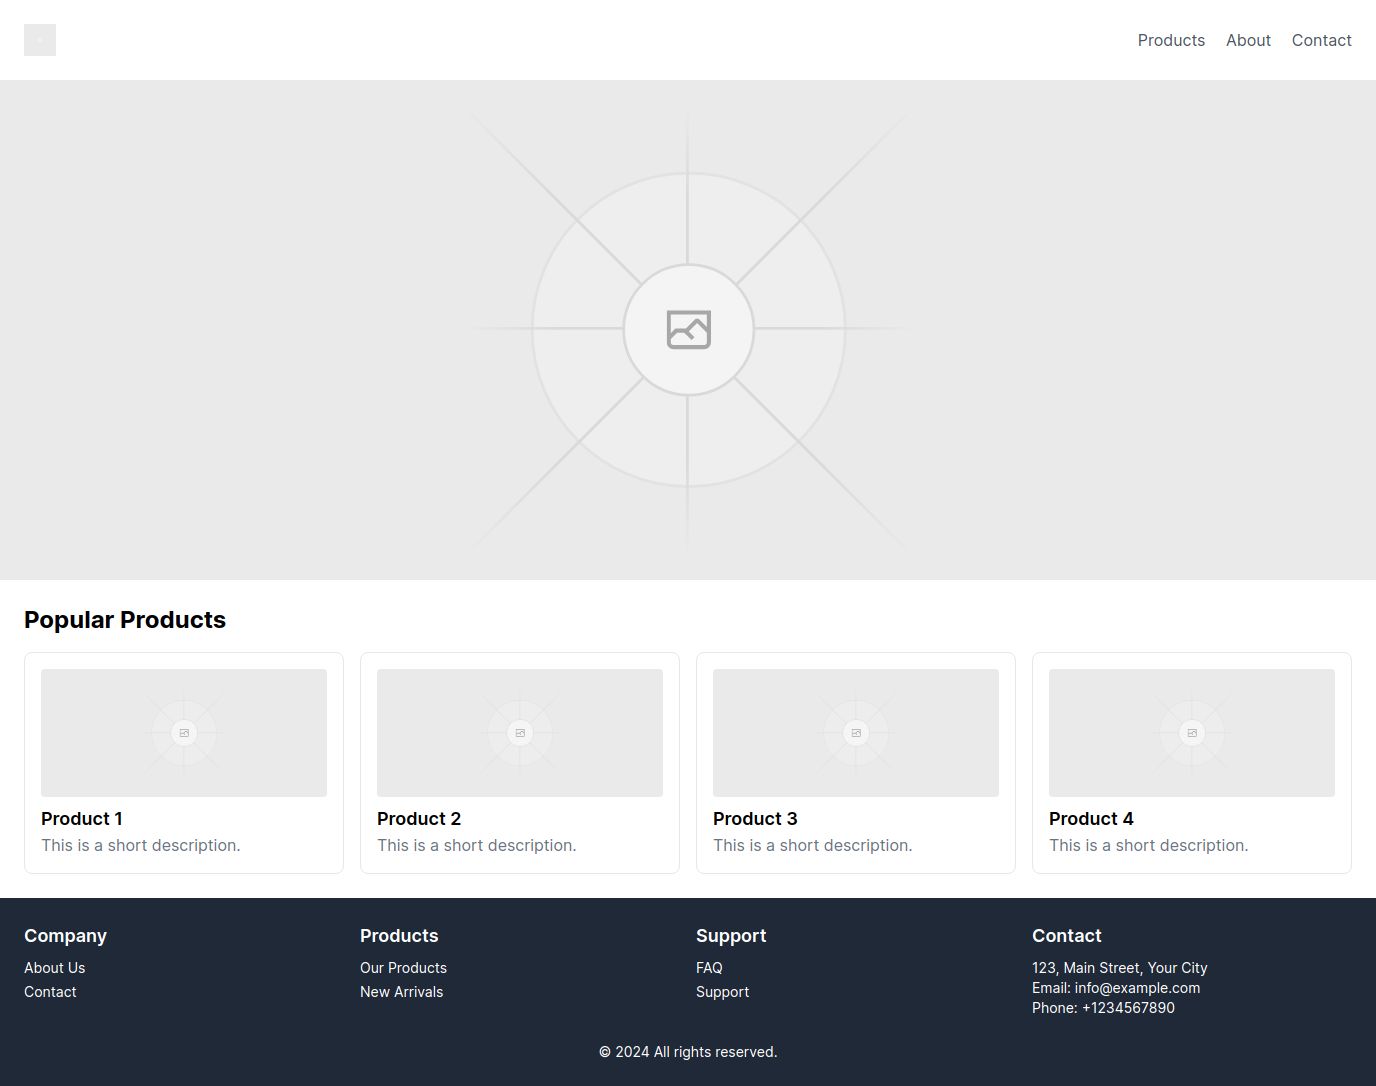 Products
About
Contact
Popular Products
Product 1
This is a short description.
Product 2
This is a short description.
Product 3
This is a short description.
Product 4
This is a short description.
Company
About Us
Contact
Products
Our Products
New Arrivals
Support
FAQ
Support
Contact
123, Main Street, Your City
Email: info@example.com
Phone: +1234567890
© 2024 All rights reserved.